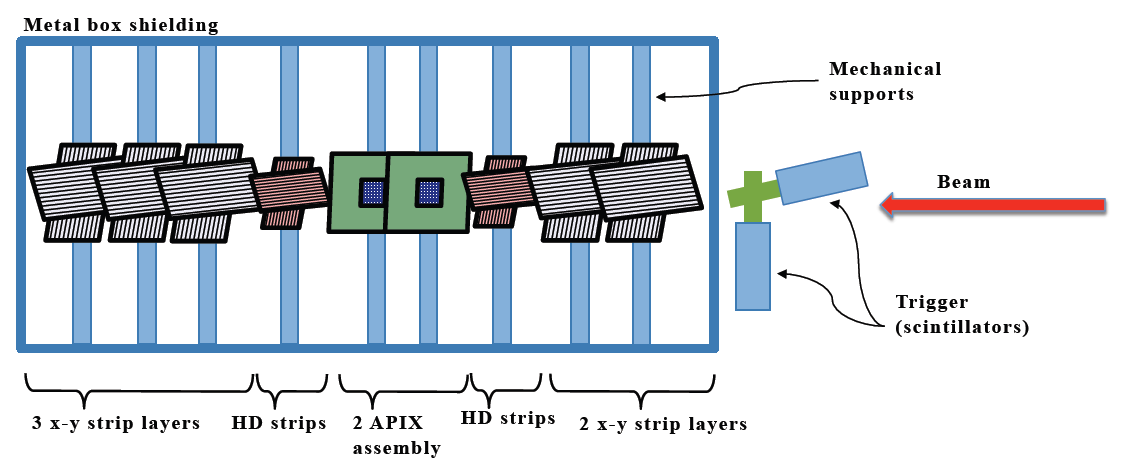 Metal box shielding
Mechanical
supports
Beam
Trigger
(scintillators)
3 x-y strip layers
HD strips
2 APIX
assembly
HD strips
2 x-y strip layers